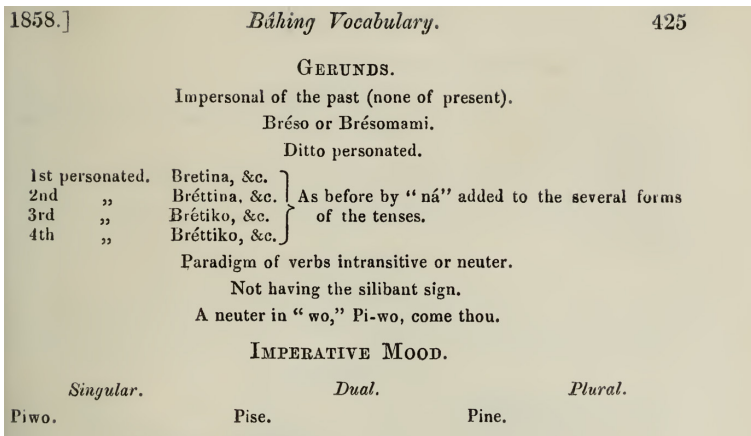 1858.] Bâhing Vocabulary. 425
GERUNDS.
Impersonal of the past (none of present).
Bréso or Brésomami.
Ditto personated.
1st personated. Bretina, &c.
2nd „ Bréttina, &c. As before by “ ná” added to the several forms
3rd „ Brétiko, &c. of the tenses.
4th „ Bréttiko, &c.
Paradigm of verbs intransitive or neuter.
Not having the silibant sign.
A neuter in “ wo,” Pi-wo, come thou.
IMPERATIVE MOOD.
Singular. Dual. Plural.
Piwo. Pise. Pine.